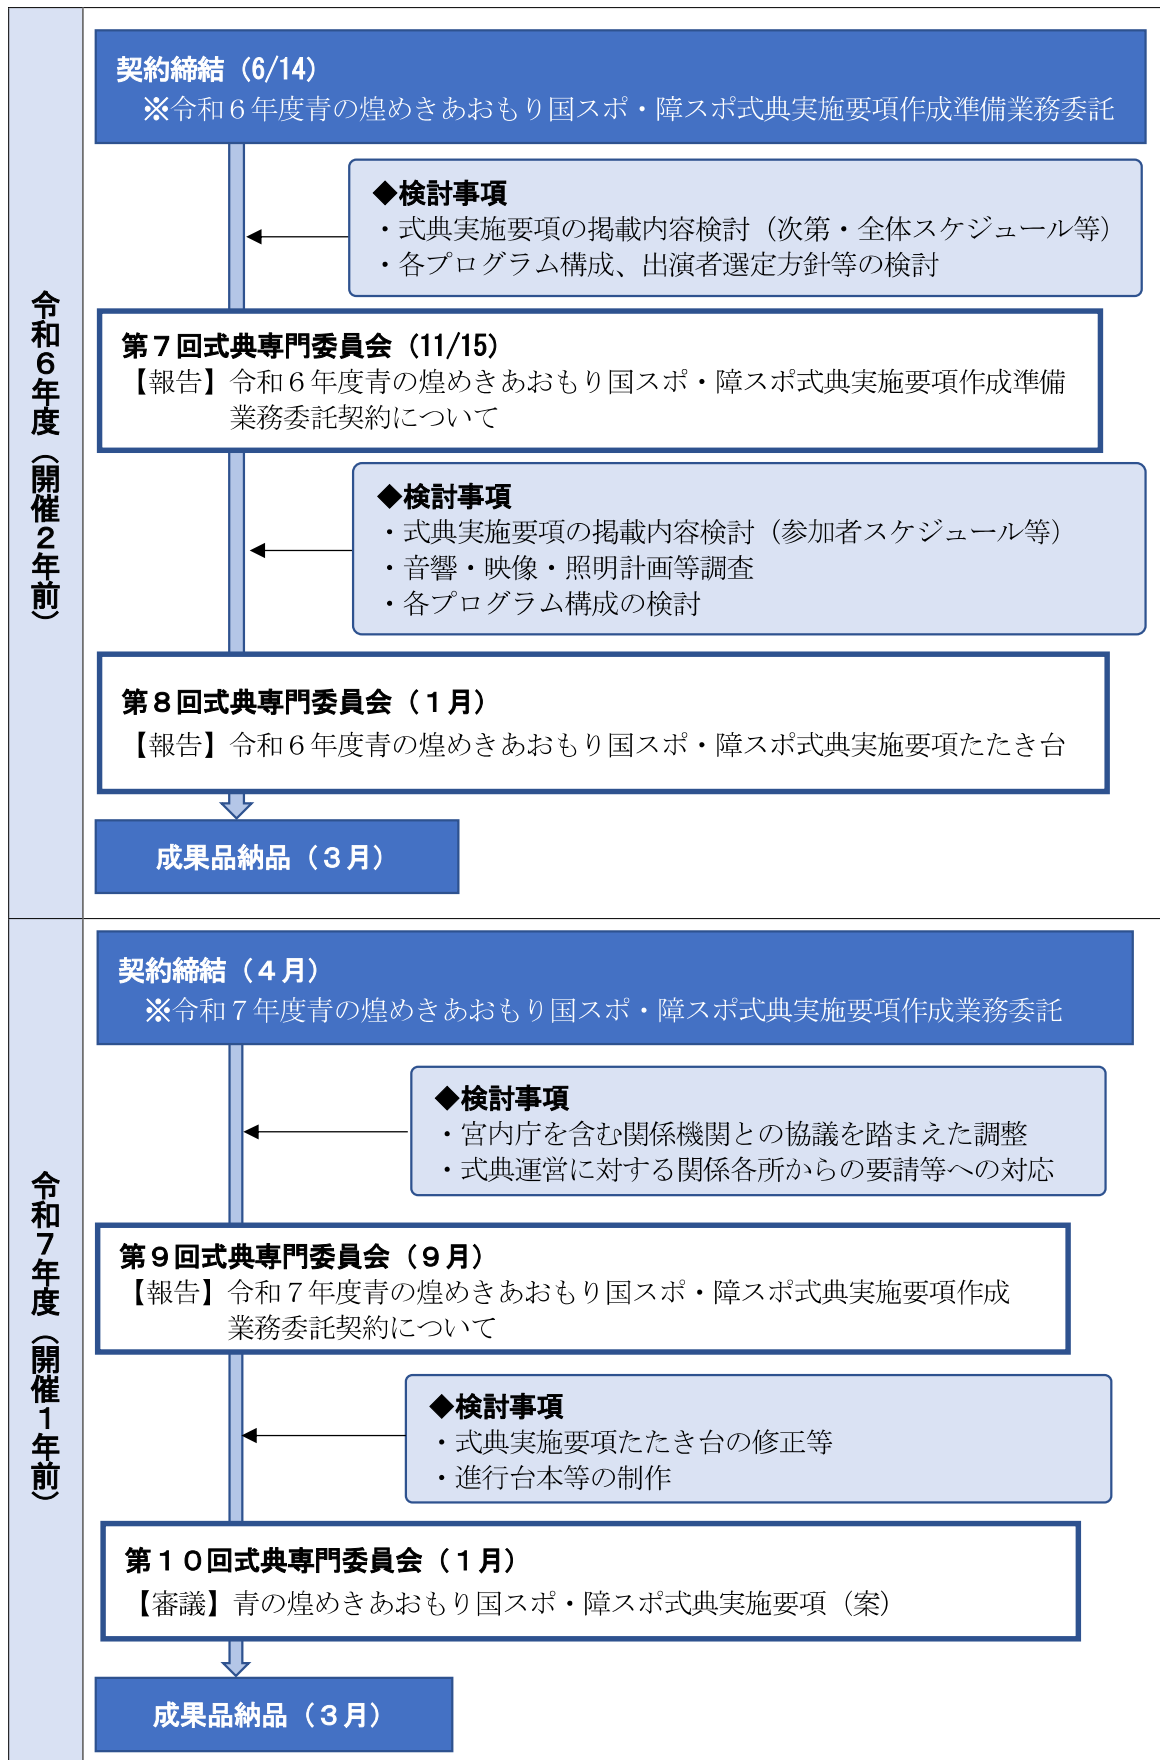 令和６年度（開催２年前）
契約締結（6/14）
※令和６年度青の煌めきあおもり国スポ・障スポ式典実施要項作成準備業務委託
◆検討事項
・式典実施要項の掲載内容検討（次第・全体スケジュール等）
・各プログラム構成、出演者選定方針等の検討
第７回式典専門委員会（11/15）
【報告】令和６年度青の煌めきあおもり国スポ・障スポ式典実施要項作成準備
業務委託契約について
◆検討事項
・式典実施要項の掲載内容検討（参加者スケジュール等）
・音響・映像・照明計画等調査
・各プログラム構成の検討
第８回式典専門委員会（１月）
【報告】令和６年度青の煌めきあおもり国スポ・障スポ式典実施要項たたき台
成果品納品（３月）
令和７年度（開催１年前）
契約締結（４月）
※令和７年度青の煌めきあおもり国スポ・障スポ式典実施要項作成業務委託
◆検討事項
・宮内庁を含む関係機関との協議を踏まえた調整
・式典運営に対する関係各所からの要請等への対応
第９回式典専門委員会（９月）
【報告】令和７年度青の煌めきあおもり国スポ・障スポ式典実施要項作成
業務委託契約について
◆検討事項
・式典実施要項たたき台の修正等
・進行台本等の制作
第１０回式典専門委員会（１月）
【審議】青の煌めきあおもり国スポ・障スポ式典実施要項（案）
成果品納品（３月）